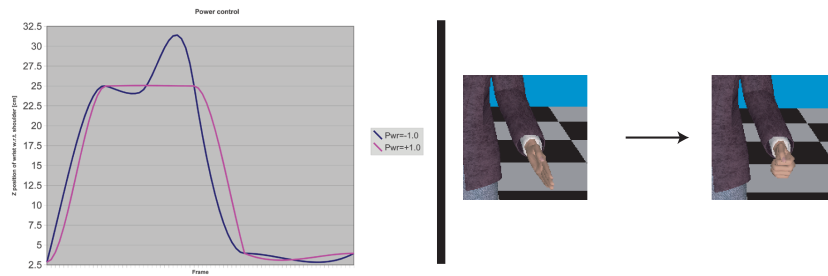 Power control
Z position of wrist w.r.t. shoulder [cm]
32.5
30
27.5
25
22.5
20
17.5
15
12.5
10
7.5
5
2.5
Frame
Pwr=-1.0
Pwr=+1.0